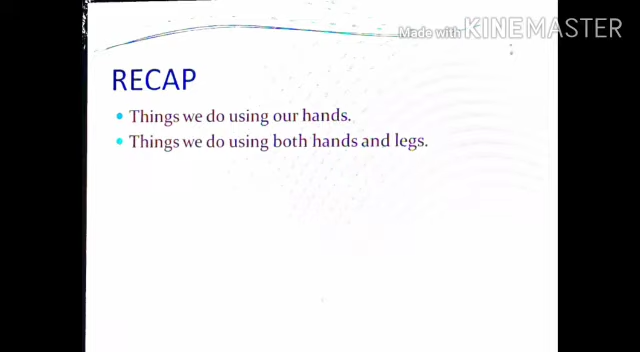 Made with KINEMASTER
RECAP
Things we do using our hands.
Things we do using both hands and legs.